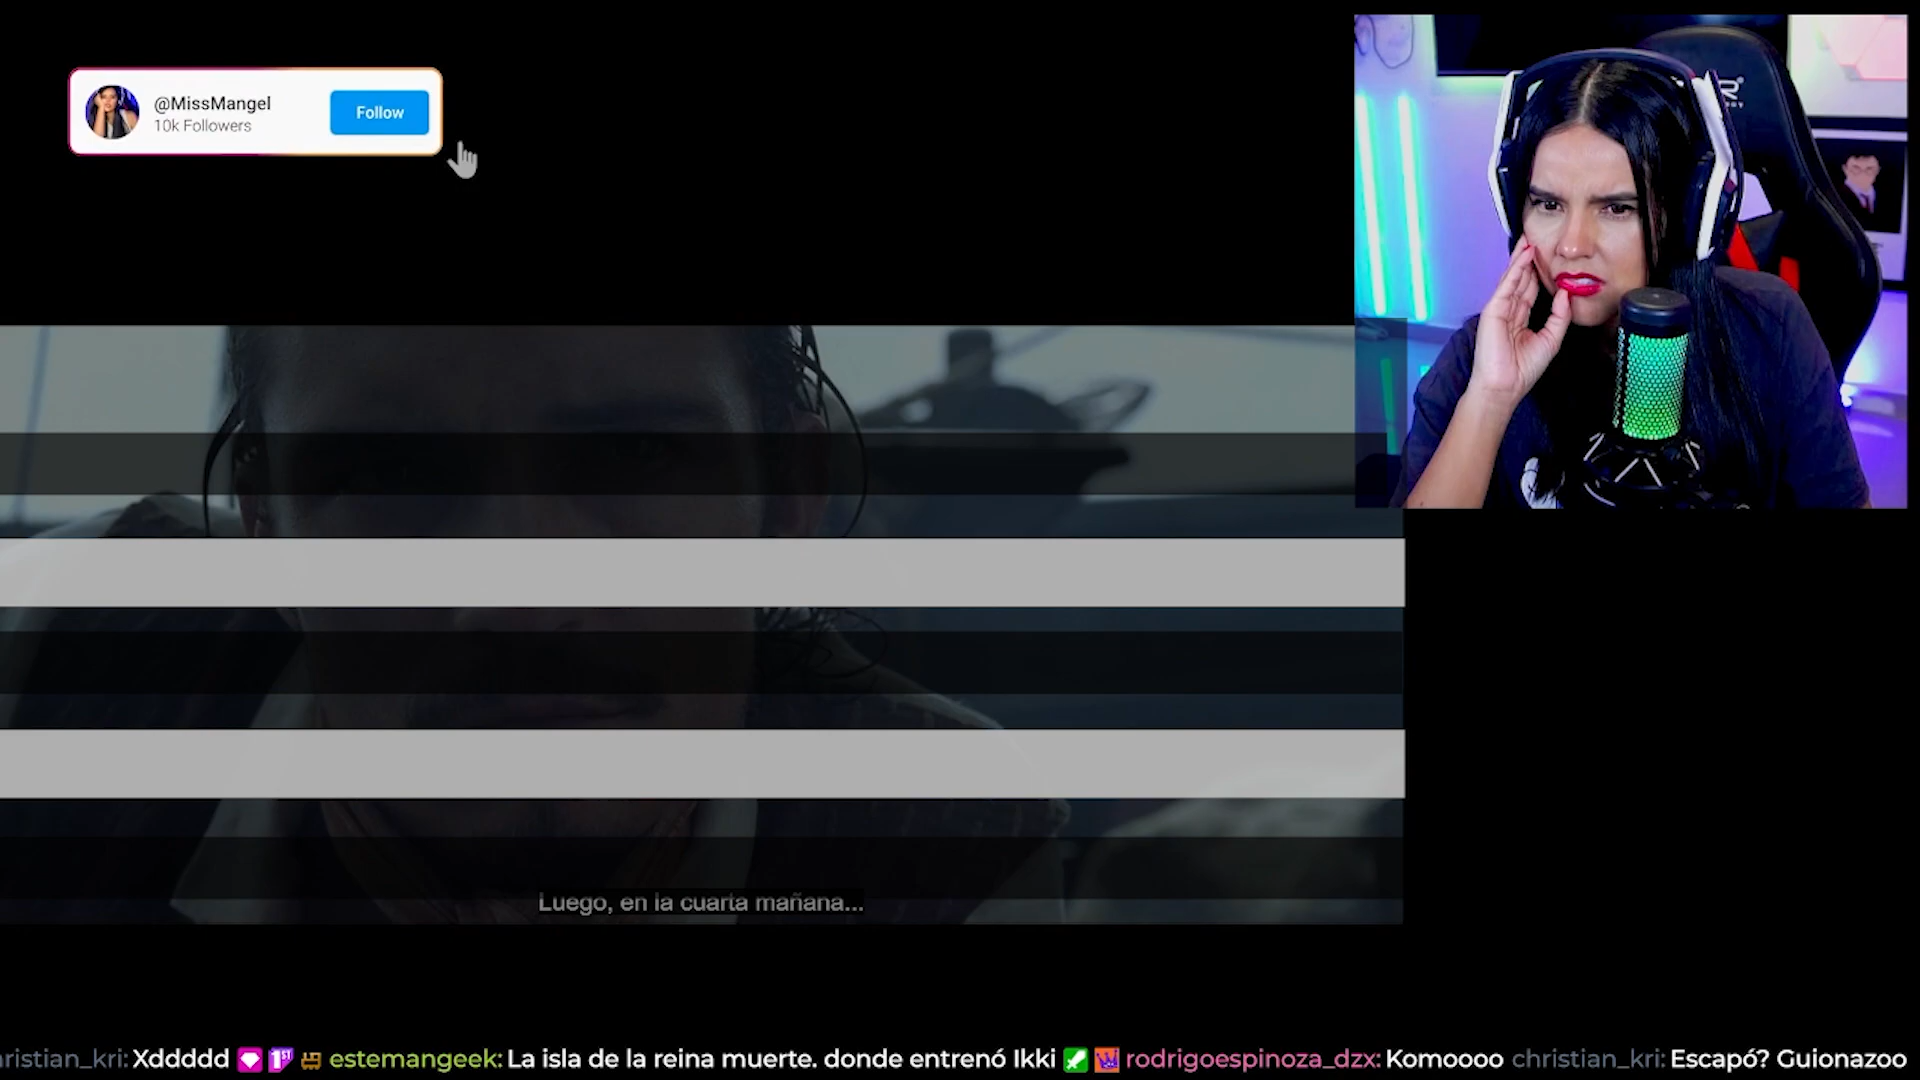 @MissMangel
10k Followers
Follow
Luego, en la cuarta mañana...
ristian_kri: Xddddd 1ST estemangeek: La isla de la reina muerte. donde entrenó Ikki rodrigoespinoza_dzx: Komoooo christian_kri: Escapó? Guionazoo